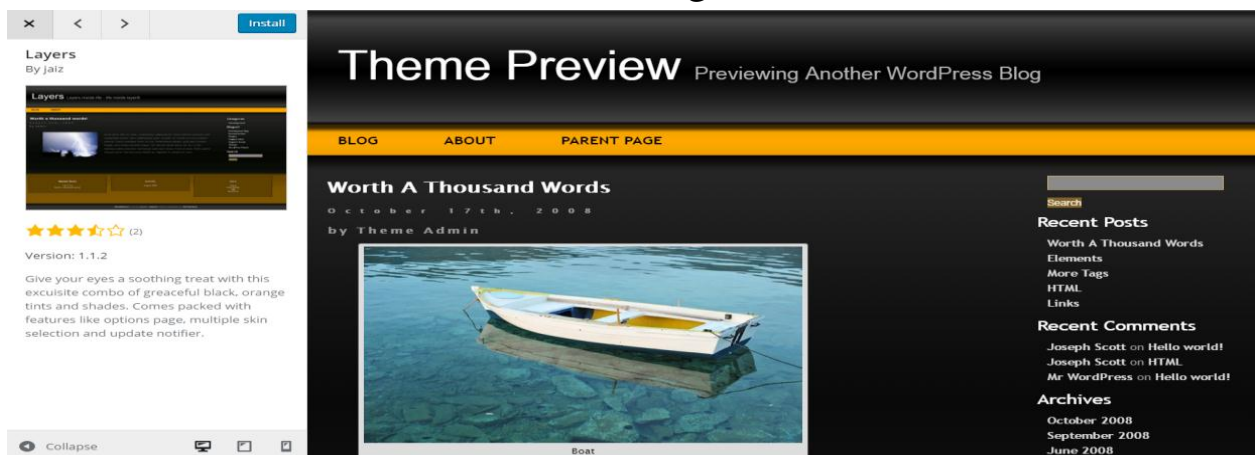 Install
Layers
By jaiz
Layers
Worth a thousand words
(2)
Version: 1.1.2
Give your eyes a soothing treat with this
excuisite combo of greaceful black, orange
tints and shades. Comes packed with
features like options page, multiple skin
selection and update notifier.
Collapse
Theme Preview Previewing Another WordPress Blog
BLOG ABOUT PARENT PAGE
Worth A Thousand Words
October 17th, 2008
by Theme Admin
Boat
Search
Recent Posts
Worth A Thousand Words
Elements
More Tags
HTML
Links
Recent Comments
Joseph Scott on Hello world!
Joseph Scott on HTML
Mr WordPress on Hello world!
Archives
October 2008
September 2008
June 2008